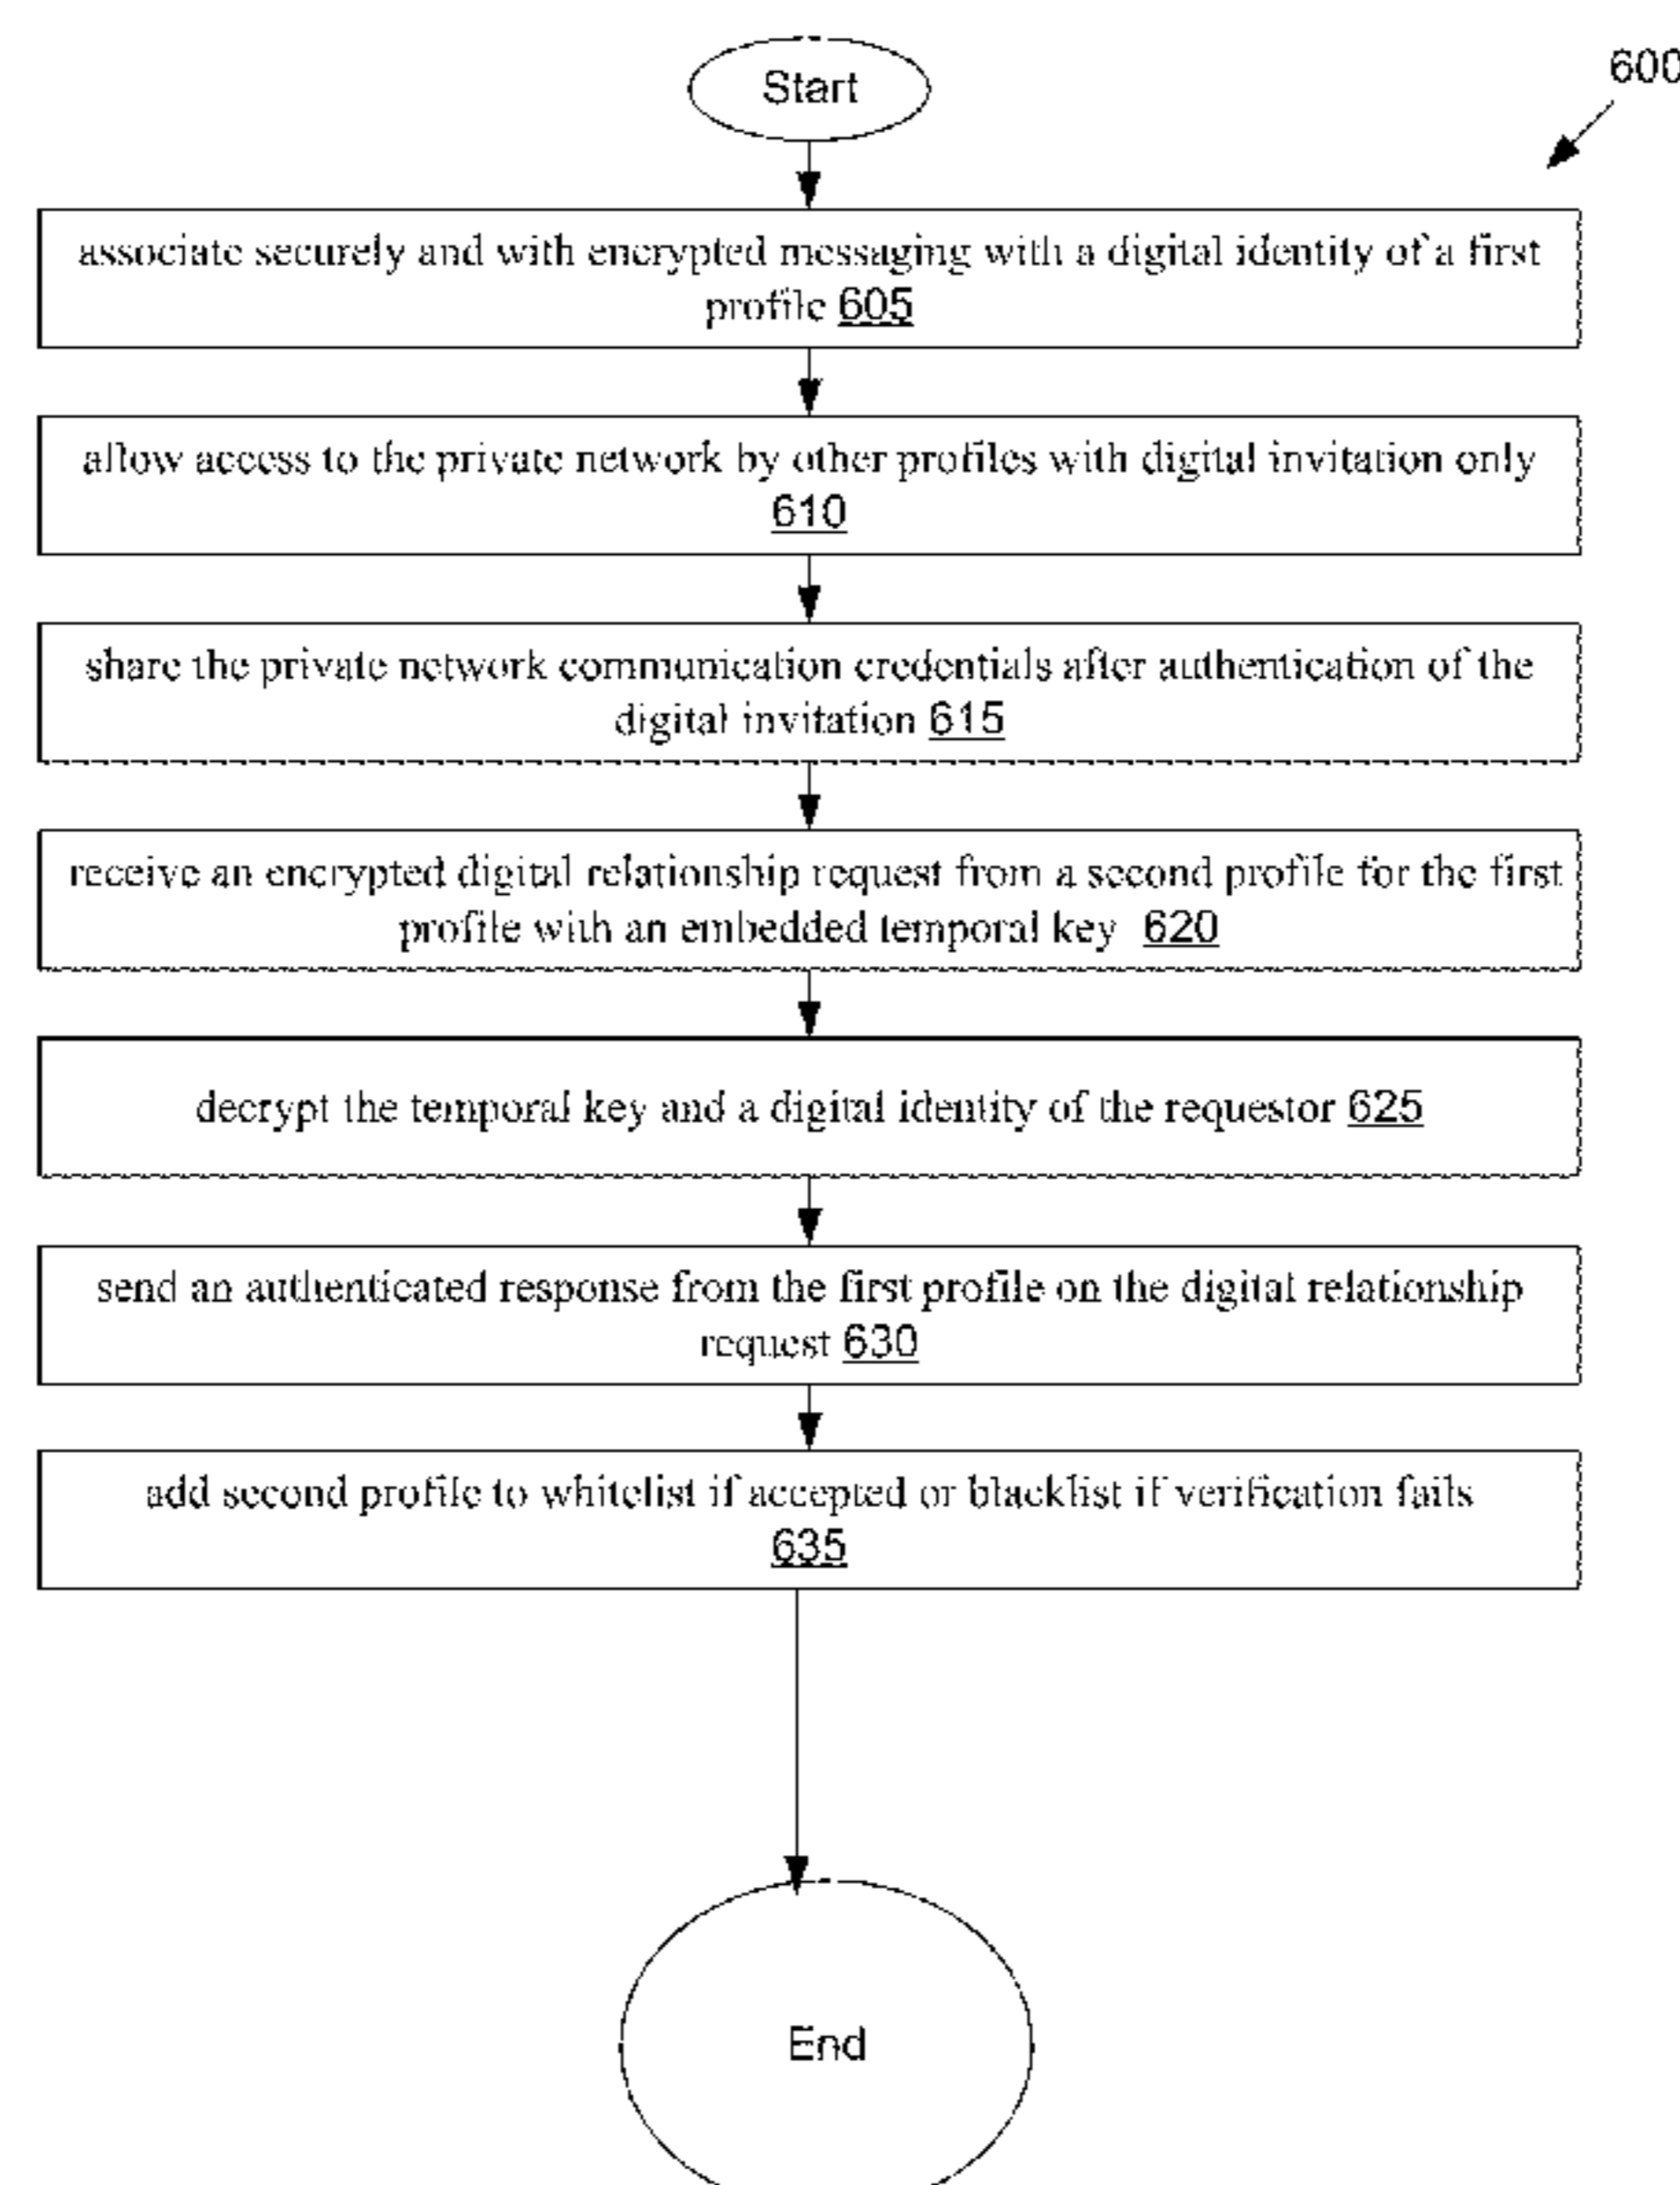 Start
600
associate securely and with encrypted messaging with a digital identity of a first
profile 605
allow access to the private network by other profiles with digital invitation only
610
share the private network communication credentials after authentication of the
digital invitation 615
receive an encrypted digital relationship request from a second profile for the first
profile with an embedded temporal key 620
decrypt the temporal key and a digital identity of the requestor 625
send an authenticated response from the first profile on the digital relationship
request 630
add second profile to whitelist if accepted or blacklist if verification fails
635
End